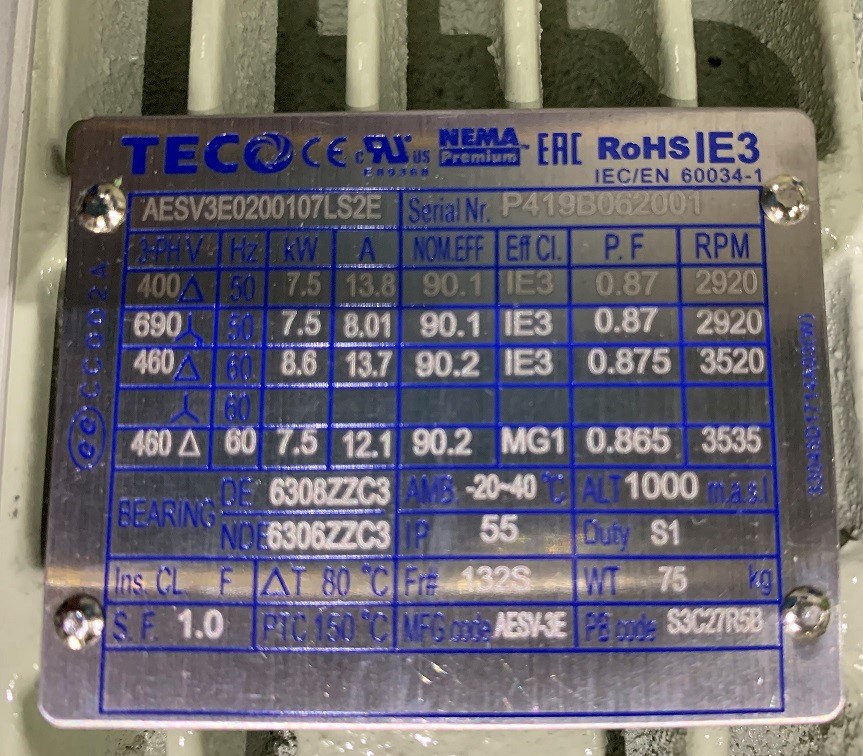 TECO CE c UR US NEMA Premium EAC RoHS IE3
E89368
IEC/EN 60034-1
AESV3E0200107LS2E Serial Nr. P419B062001
3-PH V Hz kW A NOM.EFF Eff Cl. P.F RPM
400 Δ 50 7.5 13.8 90.1 IE3 0.87 2920
690 Y 50 7.5 8.01 90.1 IE3 0.87 2920
460 Δ 60 8.6 13.7 90.2 IE3 0.875 3520
Y 60
460 Δ 60 7.5 12.1 90.2 MG1 0.865 3535
BEARING DE 6308ZZC3 AMB -20~40 °C ALT 1000 m.a.s.l
NDE 6306ZZC3 IP 55 Duty S1
Ins. CL F ΔT 80 °C Fr# 132S WT 75 kg
S.F. 1.0 PTC 150 °C MFG code AESV-3E PB code S3C27R5B
CC002A